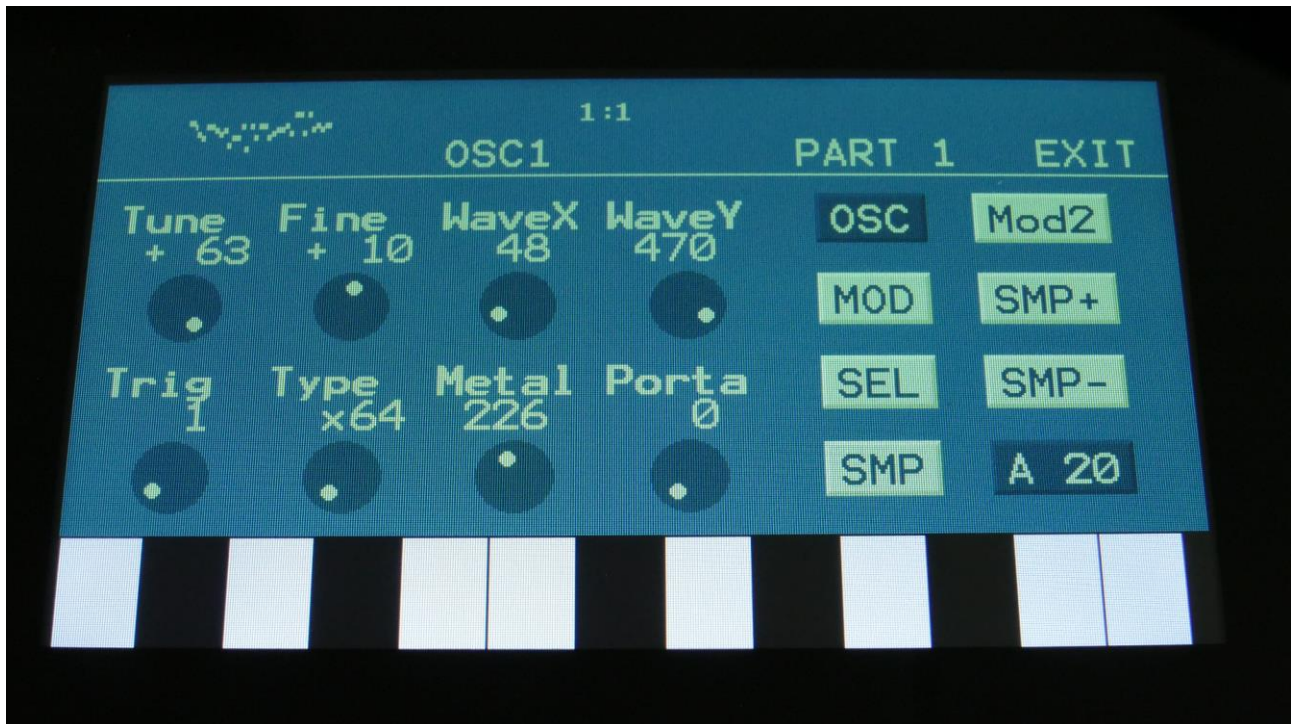 1:1
OSC1 PART 1 EXIT
Tune Fine WaveX WaveY OSC Mod2
+ 63 + 10 48 470
MOD SMP+
Trig Type Metal Porta SEL SMP-
1 x64 226 0
SMP A 20